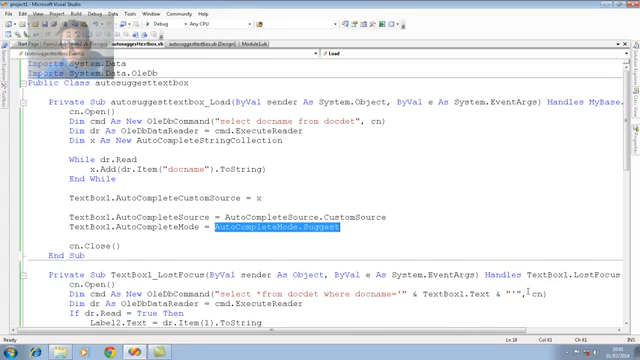 project1 - Microsoft Visual Studio
File Edit View Project Build Debug Data Tools Test Analyze Window Community Help
Debug Any CPU
Start Page autosuggesttextbox.vb autosuggesttextbox.vb [Design] Module1.vb
(autosuggesttextbox Events) Load
Imports System.Data
Imports System.Data.OleDb
Public Class autosuggesttextbox
Private Sub autosuggesttextbox_Load(ByVal sender As System.Object, ByVal e As System.EventArgs) Handles MyBase.
cn.Open()
Dim cmd As New OleDbCommand("select docname from docdet", cn)
Dim dr As OleDbDataReader = cmd.ExecuteReader
Dim x As New AutoCompleteStringCollection
While dr.Read
x.Add(dr.Item("docname").ToString)
End While
TextBox1.AutoCompleteCustomSource = x
TextBox1.AutoCompleteSource = AutoCompleteSource.CustomSource
TextBox1.AutoCompleteMode = AutoCompleteMode.Suggest
cn.Close()
End Sub
Private Sub TextBox1_LostFocus(ByVal sender As Object, ByVal e As System.EventArgs) Handles TextBox1.LostFocus
cn.Open()
Dim cmd As New OleDbCommand("select *from docdet where docname='" & TextBox1.Text & "'", cn)
Dim dr As OleDbDataReader = cmd.ExecuteReader
If dr.Read = True Then
Label2.Text = dr.Item(1).ToString
Ready Ln 18 Col 61 Ch 61 INS